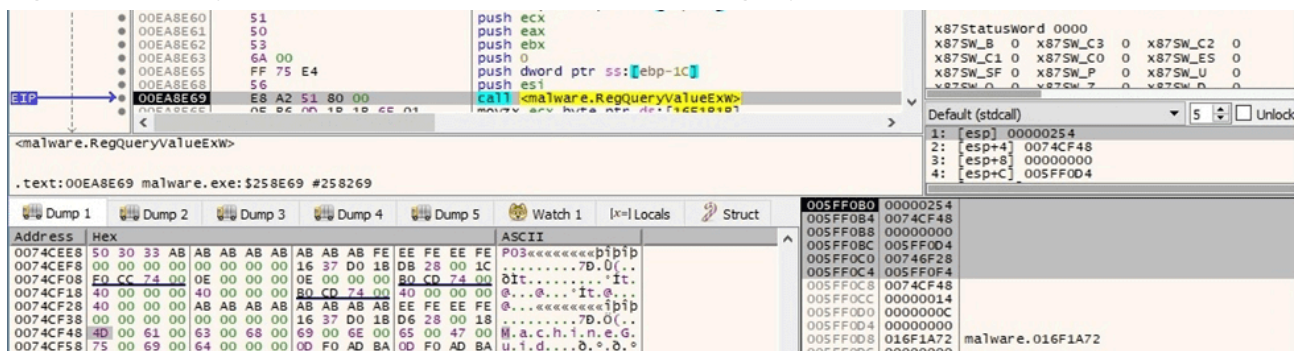 00EA8E60 51 push ecx
00EA8E61 50 push eax
00EA8E62 53 push ebx
00EA8E63 6A 00 push 0
00EA8E65 FF 75 E4 push dword ptr ss:[ebp-1C]
00EA8E68 56 push esi
EIP 00EA8E69 E8 A2 51 80 00 call <malware.RegQueryValueExW>
<malware.RegQueryValueExW>
.text:00EA8E69 malware.exe:$258E69 #258269
x87StatusWord 0000
x87SW_B 0 x87SW_C3 0 x87SW_C2 0
x87SW_C1 0 x87SW_C0 0 x87SW_ES 0
x87SW_SF 0 x87SW_P 0 x87SW_U 0
Default (stdcall) 5 Unlock
1: [esp] 00000254
2: [esp+4] 0074CF48
3: [esp+8] 00000000
4: [esp+C] 005FF0D4
Dump 1 Dump 2 Dump 3 Dump 4 Dump 5 Watch 1 [x=] Locals Struct
Address Hex ASCII
0074CEE8 50 30 33 AB AB AB AB AB AB AB AB FE EE FE EE FE P03««««««««þîþîþ
0074CEF8 00 00 00 00 00 00 00 00 16 37 D0 1B DB 28 00 1C .........7Ð.Û(..
0074CF08 F0 CC 74 00 0E 00 00 00 0E 00 00 00 B0 CD 74 00 ðÌt.........°Ít.
0074CF18 40 00 00 00 40 00 00 00 B0 CD 74 00 40 00 00 00 @...@...°Ít.@...
0074CF28 40 00 00 00 AB AB AB AB AB AB AB AB EE FE EE FE @...««««««««îþîþ
0074CF38 00 00 00 00 00 00 00 00 16 37 D0 1B D6 28 00 18 .........7Ð.Ö(..
0074CF48 4D 00 61 00 63 00 68 00 69 00 6E 00 65 00 47 00 M.a.c.h.i.n.e.G.
0074CF58 75 00 69 00 64 00 00 00 0D F0 AD BA 0D F0 AD BA u.i.d....ð.º.ð.º
005FF0B0 00000254
005FF0B4 0074CF48
005FF0B8 00000000
005FF0BC 005FF0D4
005FF0C0 00746F28
005FF0C4 005FF0F4
005FF0C8 0074CF48
005FF0CC 00000014
005FF0D0 0000000C
005FF0D4 00000000
005FF0D8 016F1A72 malware.016F1A72